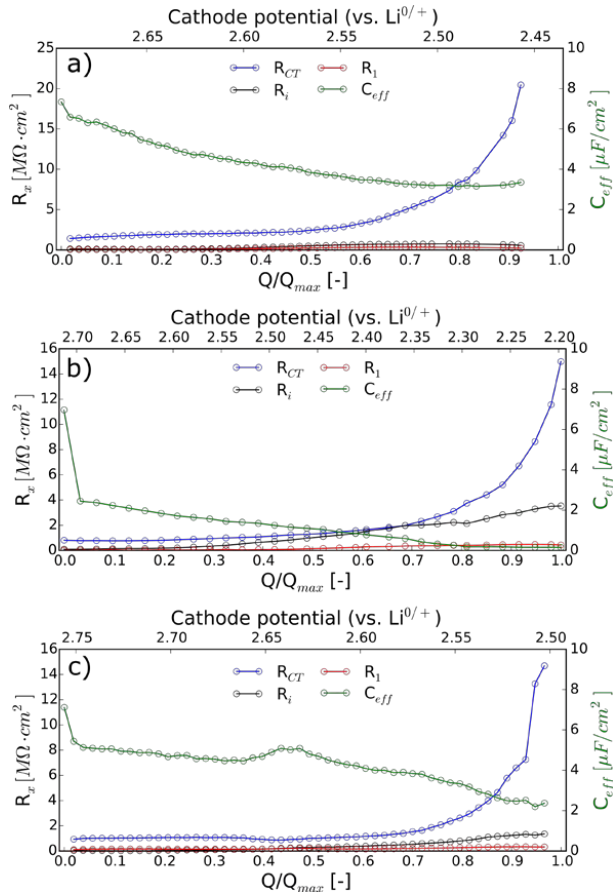 Cathode potential (vs. Li0/+)
2.65 2.60 2.55 2.50 2.45
a)
25
20
15
10
5
0
Rx [MΩ·cm2]
RCT R1
Ri Ceff
10
8
6
4
2
0
Ceff [μF/cm2]
0.0 0.1 0.2 0.3 0.4 0.5 0.6 0.7 0.8 0.9 1.0
Q/Qmax [-]
Cathode potential (vs. Li0/+)
2.70 2.65 2.60 2.55 2.50 2.45 2.40 2.35 2.30 2.25 2.20
b)
16
14
12
10
8
6
4
2
0
Rx [MΩ·cm2]
RCT R1
Ri Ceff
10
8
6
4
2
0
Ceff [μF/cm2]
0.0 0.1 0.2 0.3 0.4 0.5 0.6 0.7 0.8 0.9 1.0
Q/Qmax [-]
Cathode potential (vs. Li0/+)
2.75 2.70 2.65 2.60 2.55 2.50
c)
16
14
12
10
8
6
4
2
0
Rx [MΩ·cm2]
RCT R1
Ri Ceff
10
8
6
4
2
0
Ceff [μF/cm2]
0.0 0.1 0.2 0.3 0.4 0.5 0.6 0.7 0.8 0.9 1.0
Q/Qmax [-]